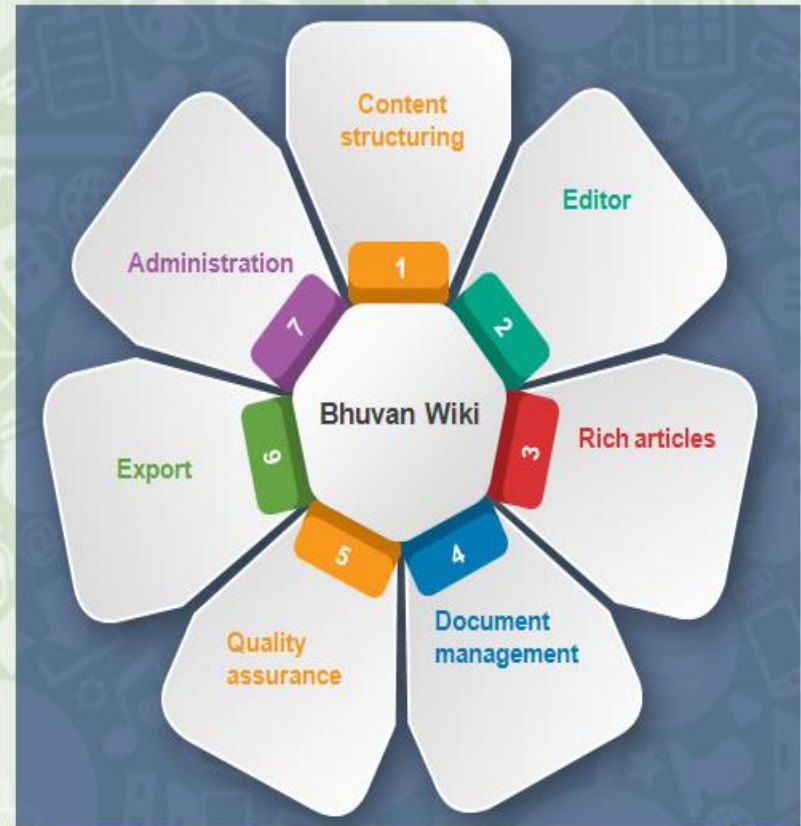 Content
structuring
1
Editor
2
Rich articles
3
Document
management
4
Quality
assurance
5
Export
6
Administration
7
Bhuvan Wiki